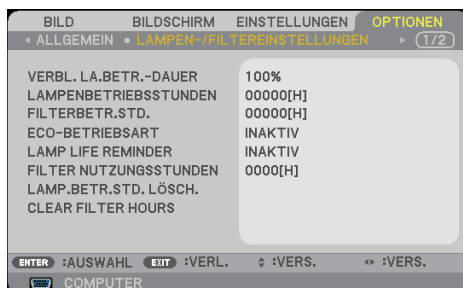 BILD BILDSCHIRM EINSTELLUNGEN OPTIONEN
ALLGEMEIN • LAMPEN-/FILTEREINSTELLUNGEN (1/2)
VERBL. LA.BETR.-DAUER 100%
LAMPENBETRIEBSSTUNDEN 00000[H]
FILTERBETR.STD. 00000[H]
ECO-BETRIEBSART INAKTIV
LAMP LIFE REMINDER INAKTIV
FILTER NUTZUNGSSTUNDEN 0000[H]
LAMP.BETR.STD. LÖSCH.
CLEAR FILTER HOURS
ENTER :AUSWAHL EXIT :VERL. :VERS. :VERS.
COMPUTER